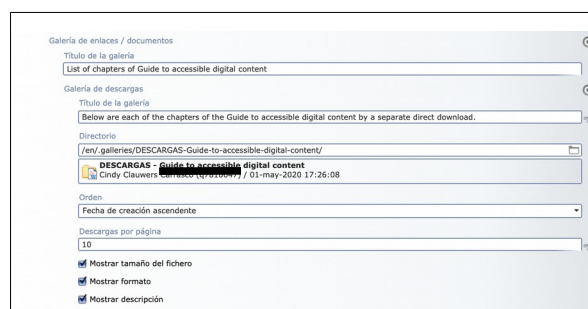 Galería de enlaces / documentos
Título de la galería
List of chapters of Guide to accessible digital content
Galería de descargas
Título de la galería
Below are each of the chapters of the Guide to accessible digital content by a separate direct download.
Directorio
/en/.galleries/DESCARGAS-Guide-to-accessible-digital-content/
DESCARGAS - Guide to accessible digital content
Cindy Clauwers / 01-may-2020 17:26:08
Orden
Fecha de creación ascendente
Descargas por página
10
Mostrar tamaño del fichero
Mostrar formato
Mostrar descripción